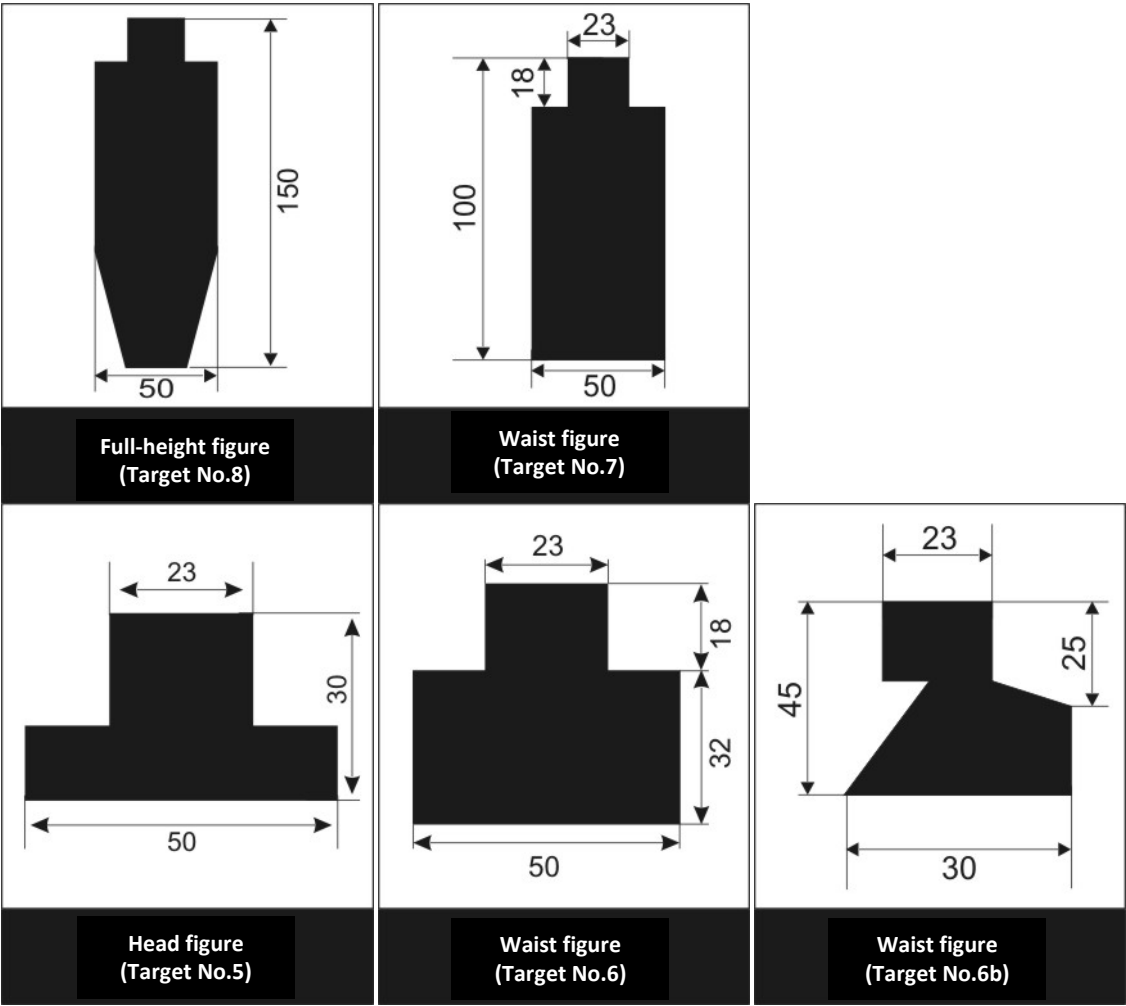 150
50
Full-height figure
(Target No.8)
23
18
100
50
Waist figure
(Target No.7)
23
30
50
Head figure
(Target No.5)
23
18
32
50
Waist figure
(Target No.6)
23
25
45
30
Waist figure
(Target No.6b)